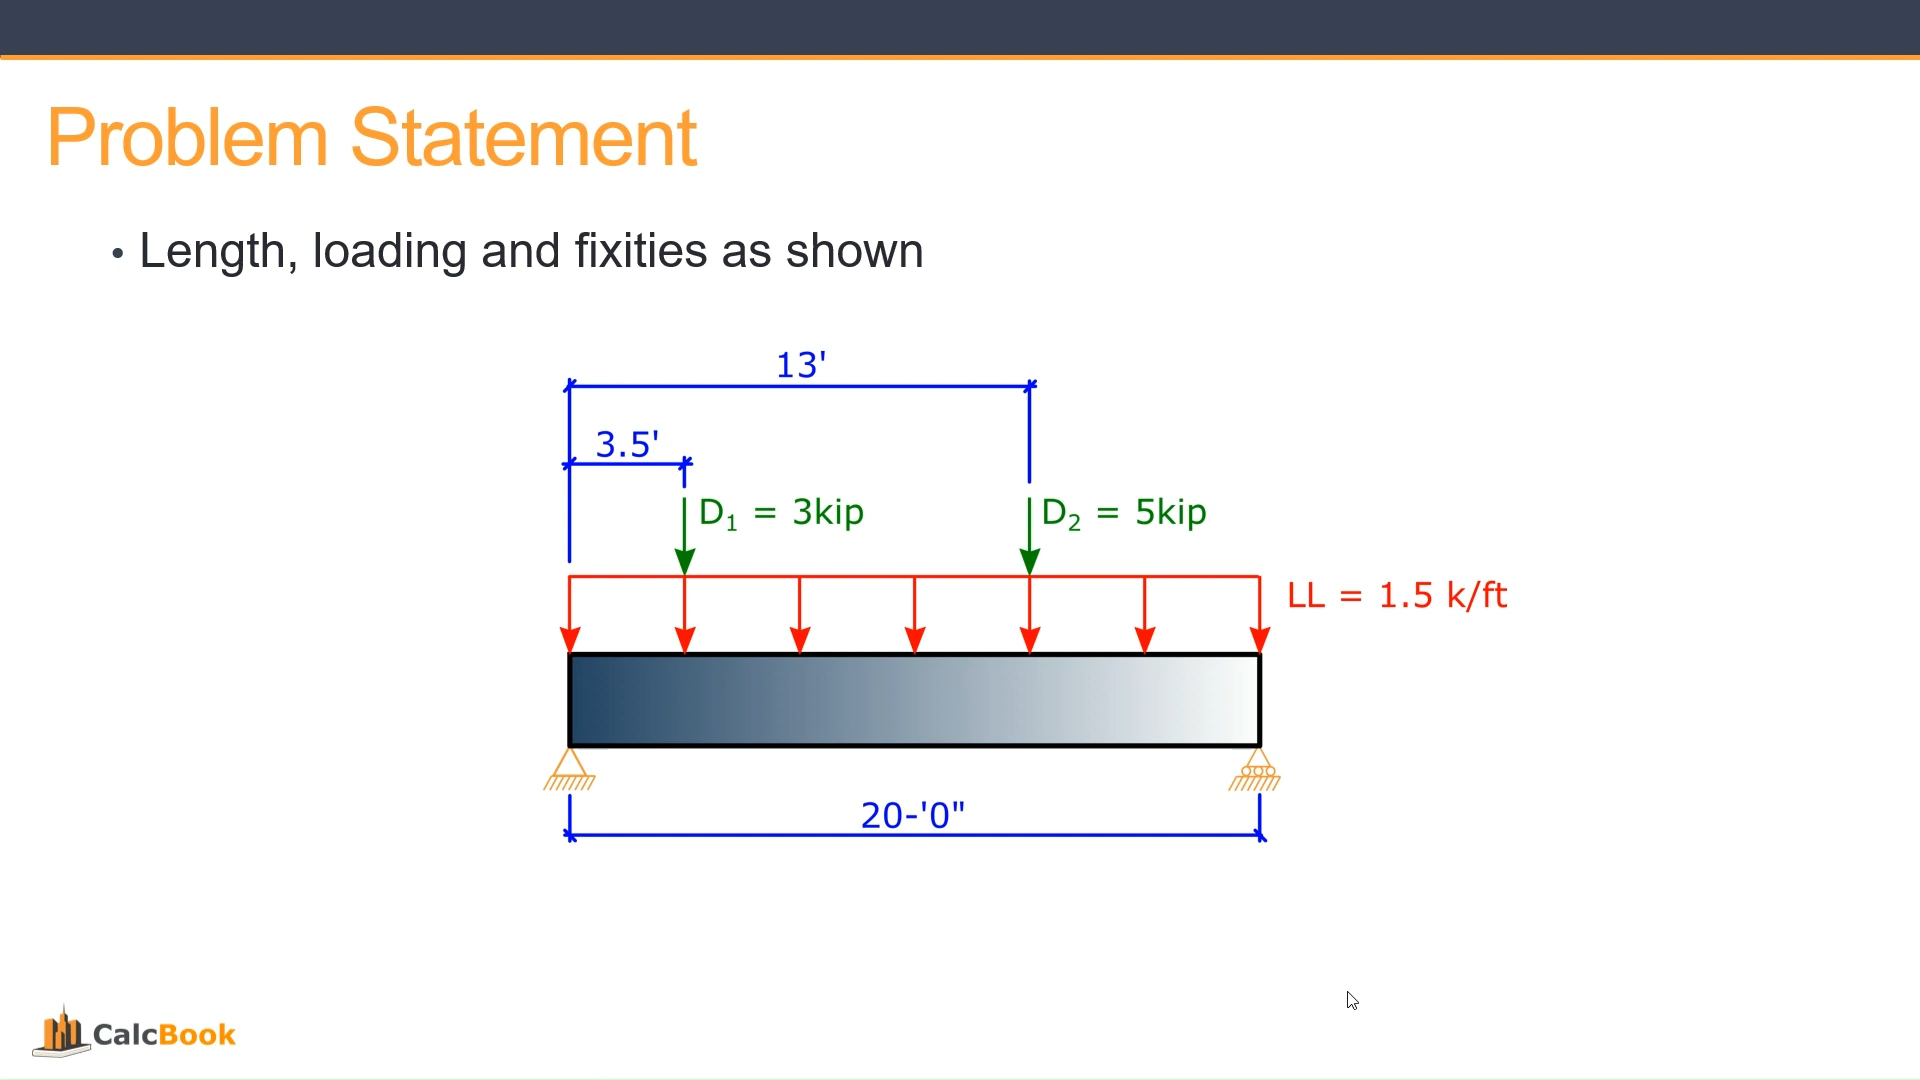 Problem Statement
• Length, loading and fixities as shown
13'
3.5'
D₁ = 3kip
D₂ = 5kip
LL = 1.5 k/ft
20-'0"
CalcBook